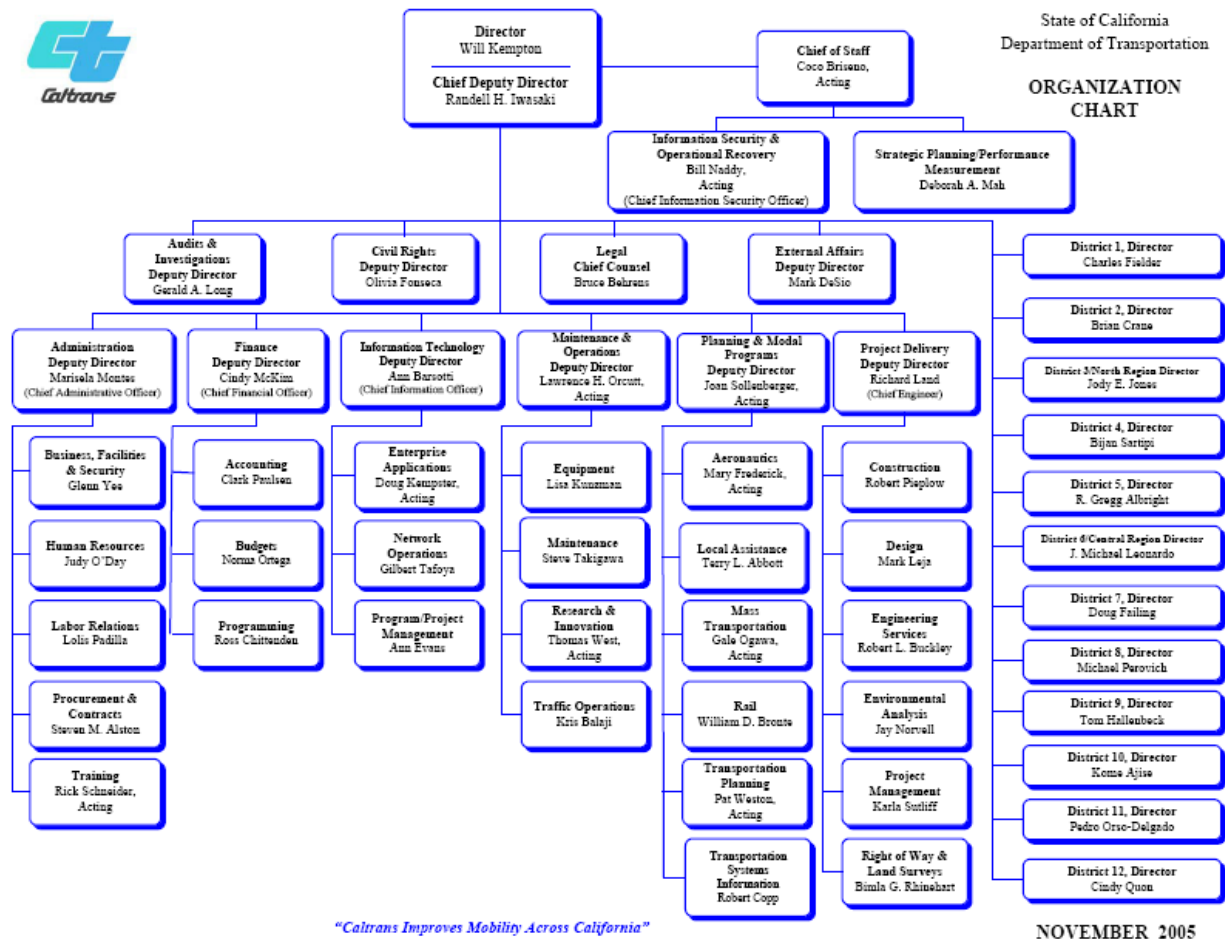 Caltrans
State of California
Department of Transportation
ORGANIZATION
CHART
Director
Will Kempton
Chief Deputy Director
Randell H. Iwasaki
Chief of Staff
Coco Briseno,
Acting
Information Security &
Operational Recovery
Bill Naddy,
Acting
(Chief Information Security Officer)
Strategic Planning/Performance
Measurement
Deborah A. Mah
Audits &
Investigations
Deputy Director
Gerald A. Long
Civil Rights
Deputy Director
Olivia Fonseca
Legal
Chief Counsel
Bruce Behrens
External Affairs
Deputy Director
Mark DeSio
Administration
Deputy Director
Marisela Montes
(Chief Administrative Officer)
Finance
Deputy Director
Cindy McKim
(Chief Financial Officer)
Information Technology
Deputy Director
Ann Barsotti
(Chief Information Officer)
Maintenance &
Operations
Deputy Director
Lawrence H. Orcutt,
Acting
Planning & Modal
Programs
Deputy Director
Joan Sollenberger,
Acting
Project Delivery
Deputy Director
Richard Land
(Chief Engineer)
Business, Facilities
& Security
Glenn Yee
Human Resources
Judy O'Day
Labor Relations
Lolis Padilla
Procurement &
Contracts
Steven M. Alston
Training
Rick Schneider,
Acting
Accounting
Clark Paulsen
Budgets
Norma Ortega
Programming
Ross Chittenden
Enterprise
Applications
Doug Kempster,
Acting
Network
Operations
Gilbert Tafoya
Program/Project
Management
Ann Evans
Equipment
Lisa Kunzman
Maintenance
Steve Takigawa
Research &
Innovation
Thomas West,
Acting
Traffic Operations
Kris Balaji
Aeronautics
Mary Frederick,
Acting
Local Assistance
Terry L. Abbott
Mass
Transportation
Gale Ogawa,
Acting
Rail
William D. Bronte
Transportation
Planning
Pat Weston,
Acting
Transportation
Systems
Information
Robert Copp
Construction
Robert Pieplow
Design
Mark Leja
Engineering
Services
Robert L. Buckley
Environmental
Analysis
Jay Norvell
Project
Management
Karla Sutliff
Right of Way &
Land Surveys
Bimla G. Rhinehart
District 1, Director
Charles Fielder
District 2, Director
Brian Crane
District 3/North Region Director
Jody E. Jones
District 4, Director
Bijan Sartipi
District 5, Director
R. Gregg Albright
District 6/Central Region Director
J. Michael Leonardo
District 7, Director
Doug Failing
District 8, Director
Michael Perovich
District 9, Director
Tom Hallenbeck
District 10, Director
Kome Ajise
District 11, Director
Pedro Orso-Delgado
District 12, Director
Cindy Quon
"Caltrans Improves Mobility Across California"
NOVEMBER 2005